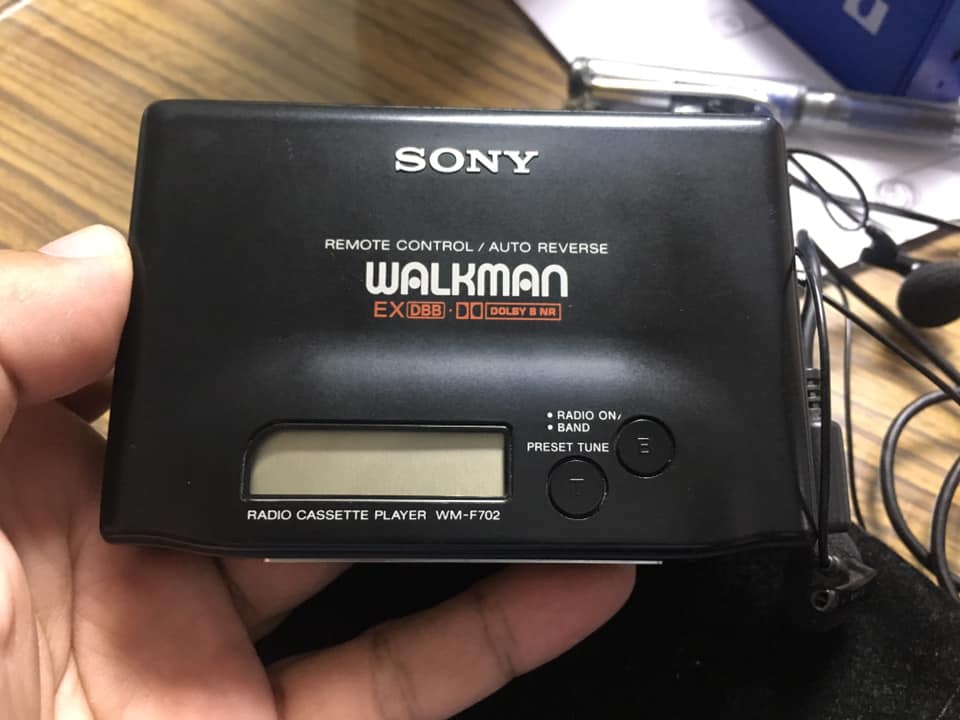 SONY
REMOTE CONTROL / AUTO REVERSE
WALKMAN
EX DBB · DOLBY B NR
• RADIO ON/
• BAND
PRESET TUNE
B
T
RADIO CASSETTE PLAYER WM-F702